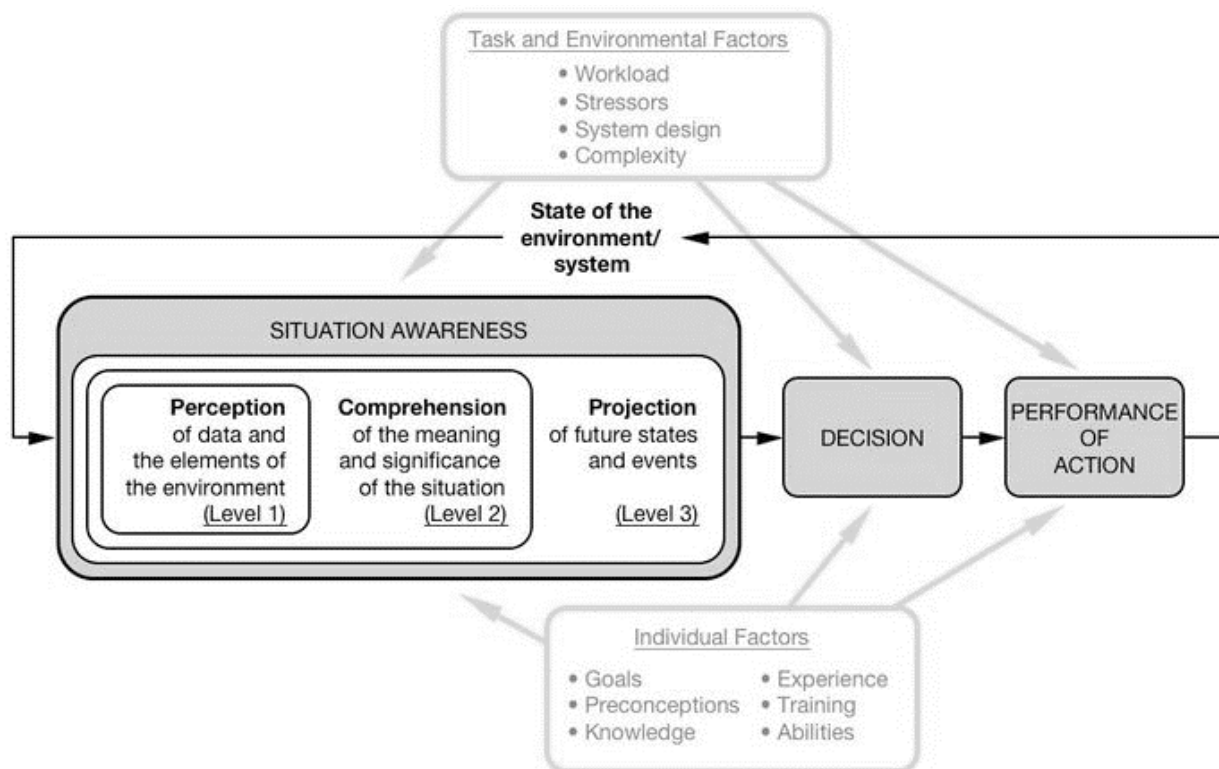 Task and Environmental Factors
• Workload
• Stressors
• System design
• Complexity
State of the
environment/
system
SITUATION AWARENESS
Perception
of data and
the elements of
the environment
(Level 1)
Comprehension
of the meaning
and significance
of the situation
(Level 2)
Projection
of future states
and events
(Level 3)
DECISION
PERFORMANCE
OF
ACTION
Individual Factors
• Goals
• Preconceptions
• Knowledge
• Experience
• Training
• Abilities